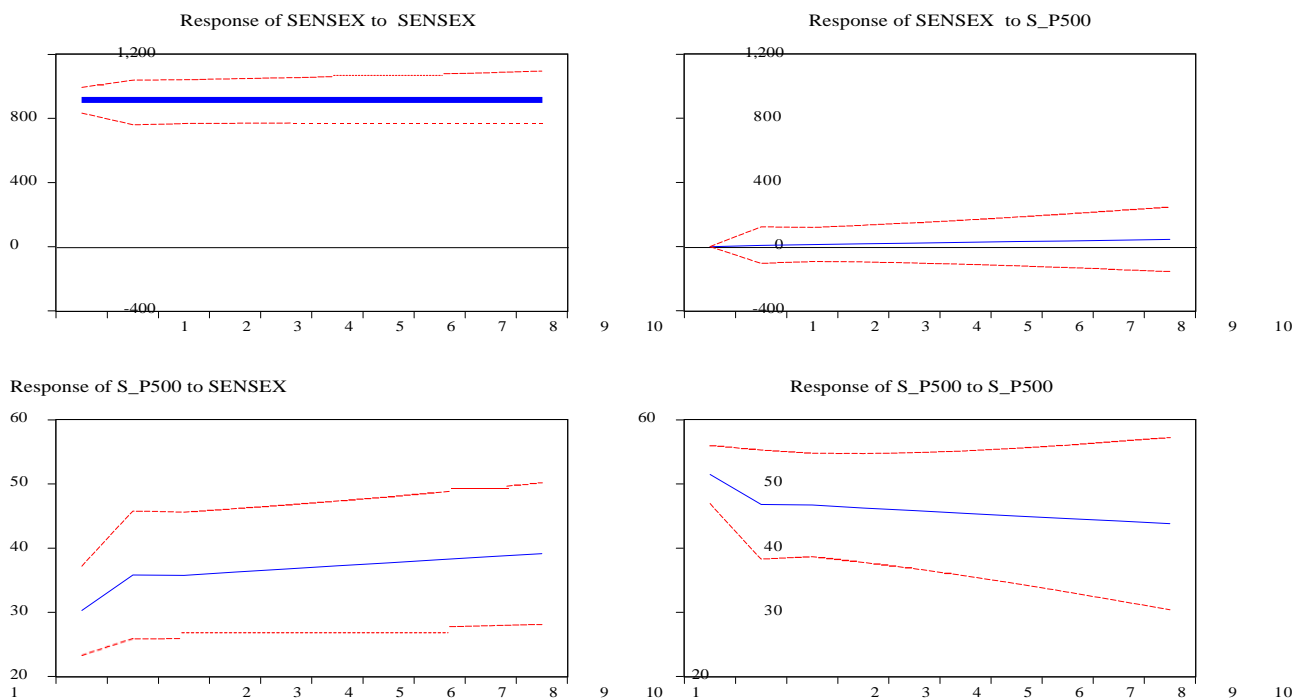 Response of SENSEX to SENSEX
1,200
800
400
0
-400
1 2 3 4 5 6 7 8 9 10
Response of SENSEX to S_P500
1,200
800
400
0
-400
1 2 3 4 5 6 7 8 9 10
Response of S_P500 to SENSEX
60
50
40
30
20
1 2 3 4 5 6 7 8 9 10
Response of S_P500 to S_P500
60
50
40
30
20
2 3 4 5 6 7 8 9 10